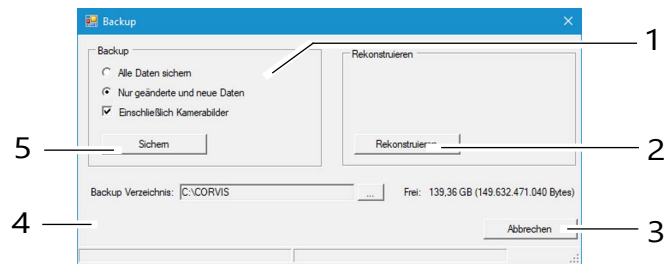 Backup
1
Backup
Rekonstruieren
Alle Daten sichern
Nur geänderte und neue Daten
Einschließlich Kamerabilder
5
Sichern
Rekonstruieren
2
Backup Verzeichnis: C:\CORVIS ... Frei: 139,36 GB (149.632.471.040 Bytes)
4
Abbrechen
3